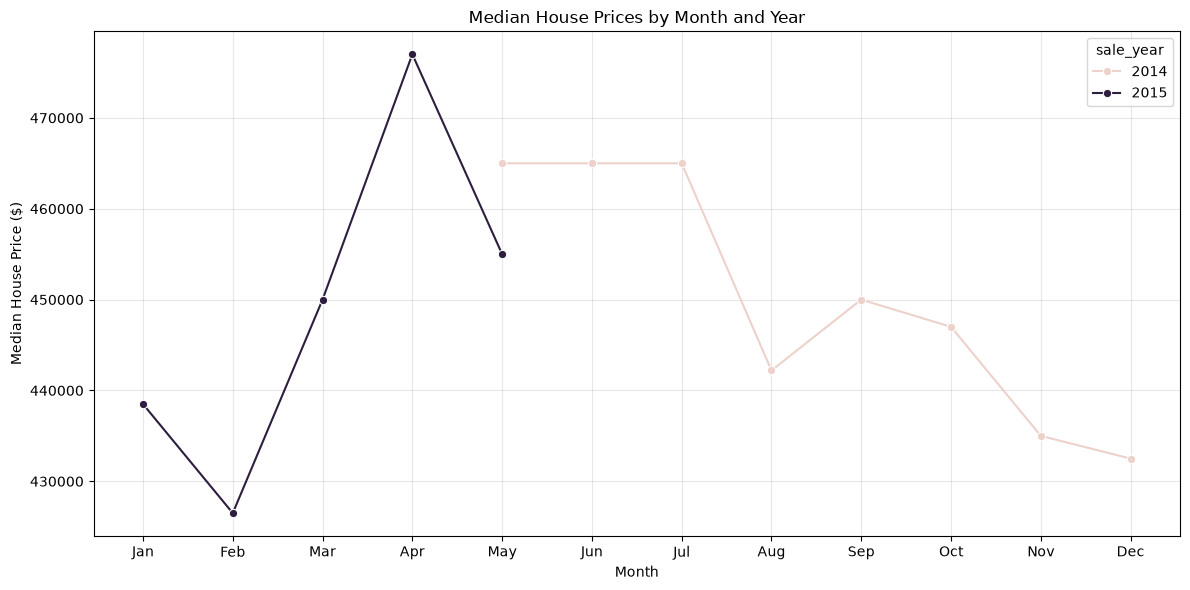 Median House Prices by Month and Year
sale_year
2014
2015
Median House Price ($)
470000
460000
450000
440000
430000
Jan Feb Mar Apr May Jun Jul Aug Sep Oct Nov Dec
Month